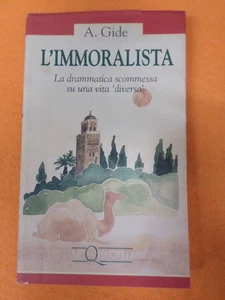 A. Gide
L'IMMORALISTA
La drammatica scommessa
su una vita 'diversa'